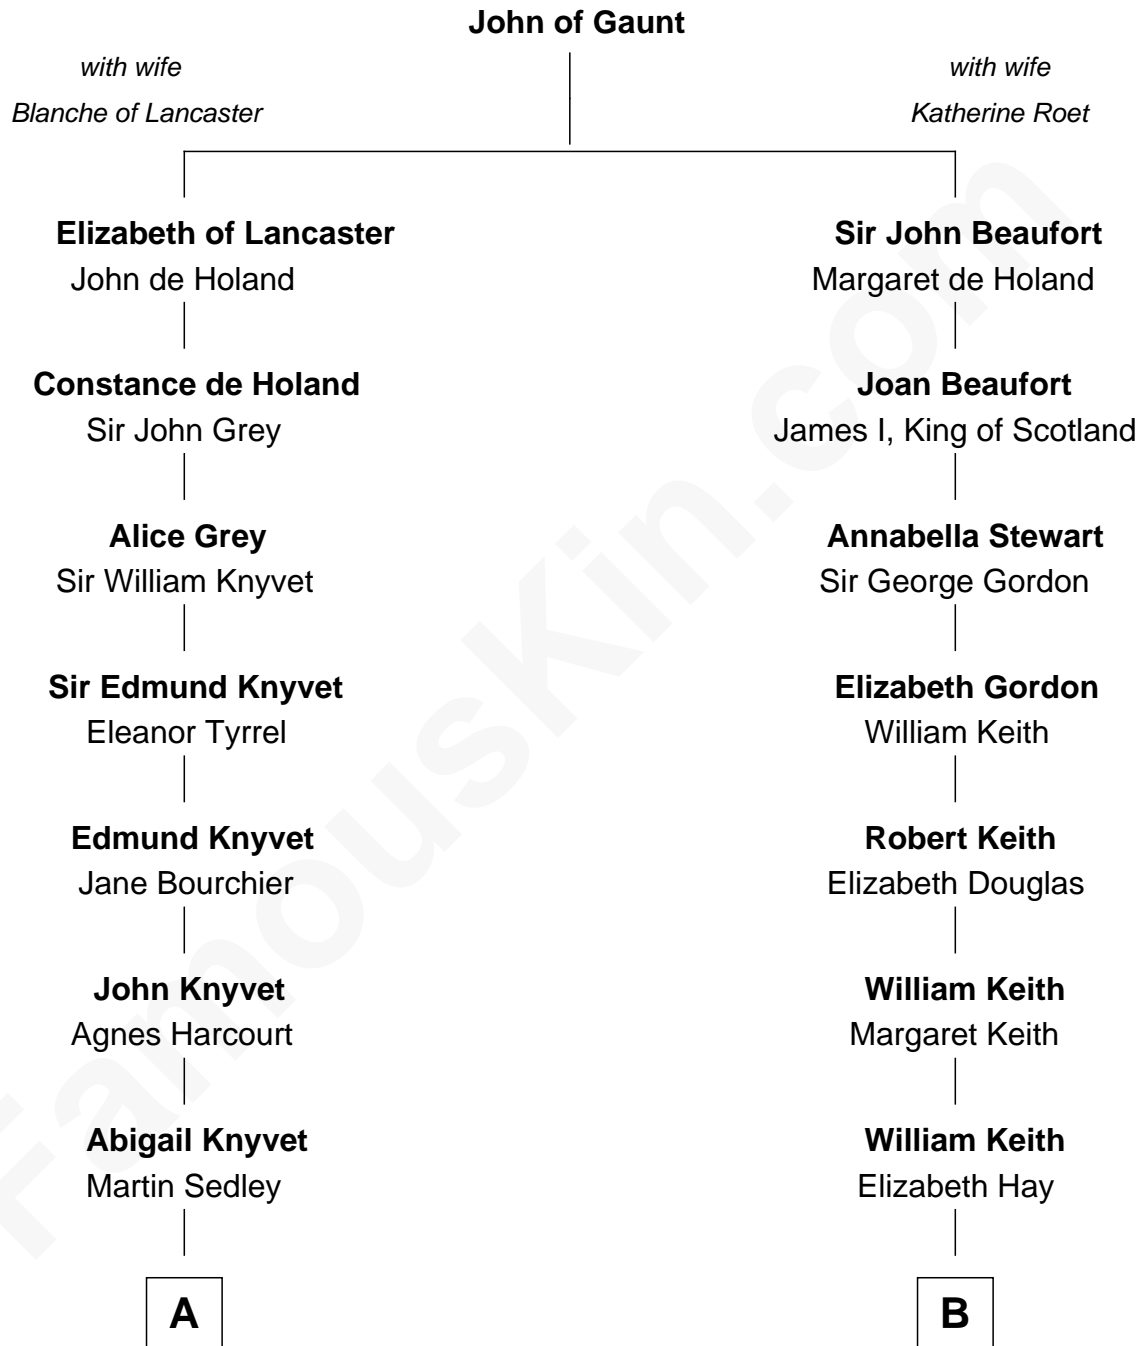 John of Gaunt
with wife
Blanche of Lancaster
with wife
Katherine Roet
Elizabeth of Lancaster
John de Holand
Sir John Beaufort
Margaret de Holand
Constance de Holand
Sir John Grey
Joan Beaufort
James I, King of Scotland
Alice Grey
Sir William Knyvet
Annabella Stewart
Sir George Gordon
Sir Edmund Knyvet
Eleanor Tyrrel
Elizabeth Gordon
William Keith
Edmund Knyvet
Jane Bourchier
Robert Keith
Elizabeth Douglas
John Knyvet
Agnes Harcourt
William Keith
Margaret Keith
Abigail Knyvet
Martin Sedley
William Keith
Elizabeth Hay
A
B
FamousKin.com